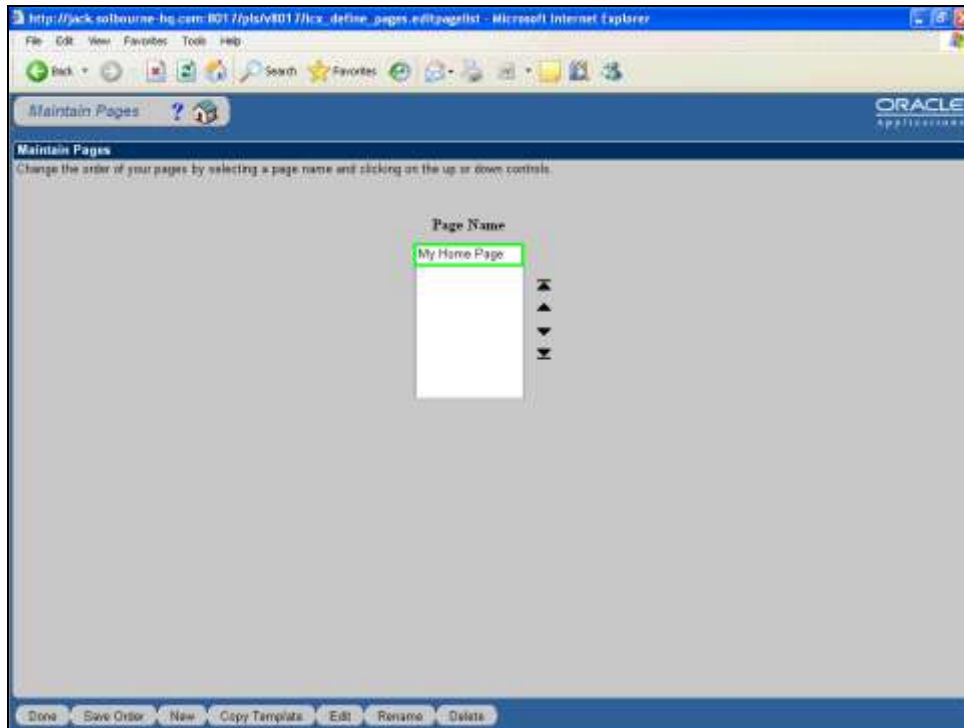 http://jack.solbourne-hq.com:8017/pls/v8017/icx_define_pages.editpagelist - Microsoft Internet Explorer
File Edit View Favorites Tools Help
Back Search Favorites
Maintain Pages ?
ORACLE
Applications
Maintain Pages
Change the order of your pages by selecting a page name and clicking on the up or down controls.
Page Name
My Home Page
Done Save Order New Copy Template Edit Rename Delete